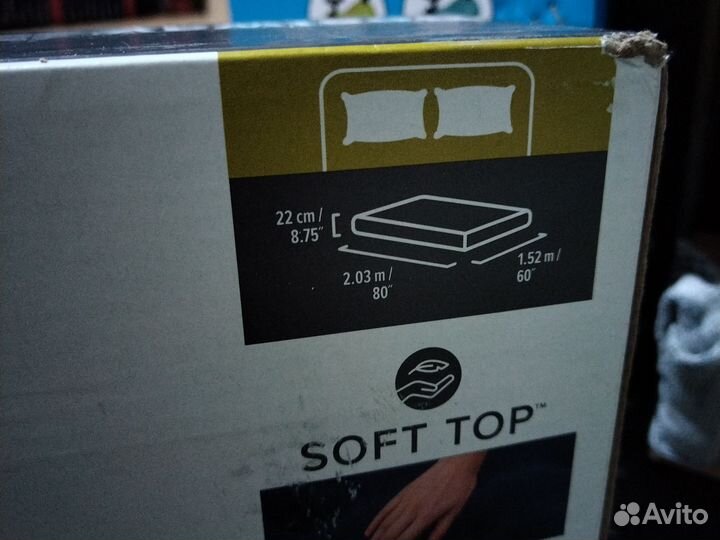 22 cm /
8.75"
2.03 m /
80"
1.52 m /
60"
SOFT TOP™
Avito